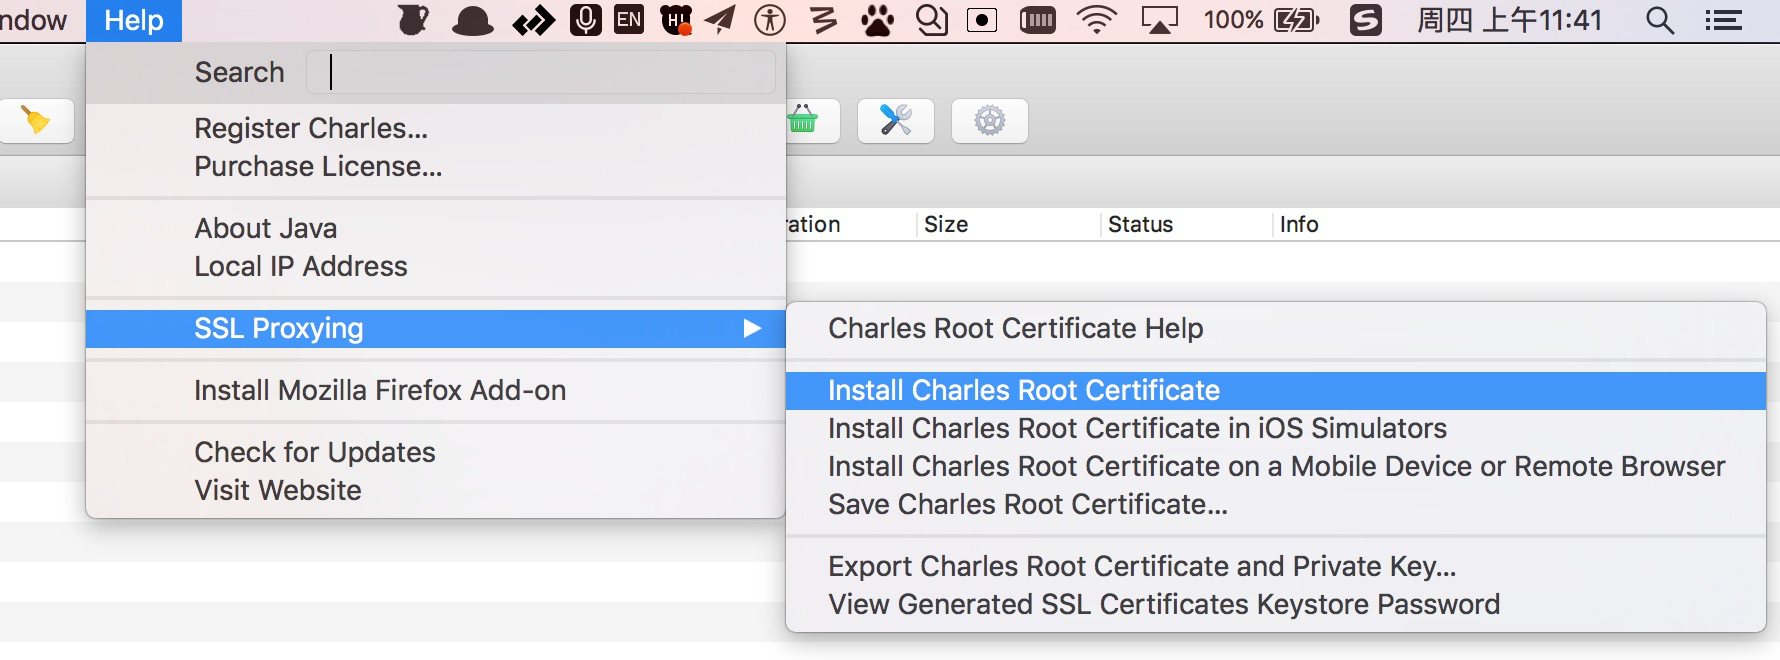 ndow Help EN H! 100% S 周四 上午11:41
Search
Register Charles...
Purchase License...
About Java
Local IP Address
ration Size Status Info
SSL Proxying
Install Mozilla Firefox Add-on
Check for Updates
Visit Website
Charles Root Certificate Help
Install Charles Root Certificate
Install Charles Root Certificate in iOS Simulators
Install Charles Root Certificate on a Mobile Device or Remote Browser
Save Charles Root Certificate...
Export Charles Root Certificate and Private Key...
View Generated SSL Certificates Keystore Password